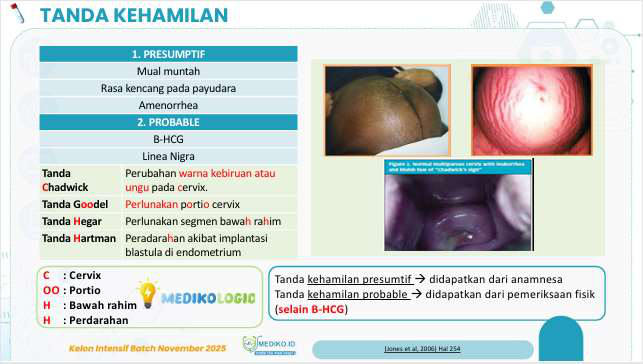 TANDA KEHAMILAN
1. PRESUMPTIF
Mual muntah
Rasa kencang pada payudara
Amenorrhea
2. PROBABLE
B-HCG
Linea Nigra
Tanda Chadwick
Perubahan warna kebiruan atau ungu pada cervix.
Tanda Goodel
Perlunakan portio cervix
Tanda Hegar
Perlunakan segmen bawah rahim
Tanda Hartman
Peradarahan akibat implantasi blastula di endometrium
Figure 2. Normal multiparous cervix with leukorrhea and bluish hue of "Chadwick's sign"
C : Cervix
OO : Portio
H : Bawah rahim
H : Perdarahan
MEDIKOLOGIC
Tanda kehamilan presumtif → didapatkan dari anamnesa
Tanda kehamilan probable → didapatkan dari pemeriksaan fisik
(selain B-HCG)
Kelon Intensif Batch November 2025
MEDIKO.ID
(Jones et al, 2006) Hal 254